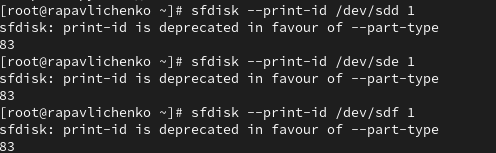 [root@rapavlichenko ~]# sfdisk --print-id /dev/sdd 1
sfdisk: print-id is deprecated in favour of --part-type
83
[root@rapavlichenko ~]# sfdisk --print-id /dev/sde 1
sfdisk: print-id is deprecated in favour of --part-type
83
[root@rapavlichenko ~]# sfdisk --print-id /dev/sdf 1
sfdisk: print-id is deprecated in favour of --part-type
83